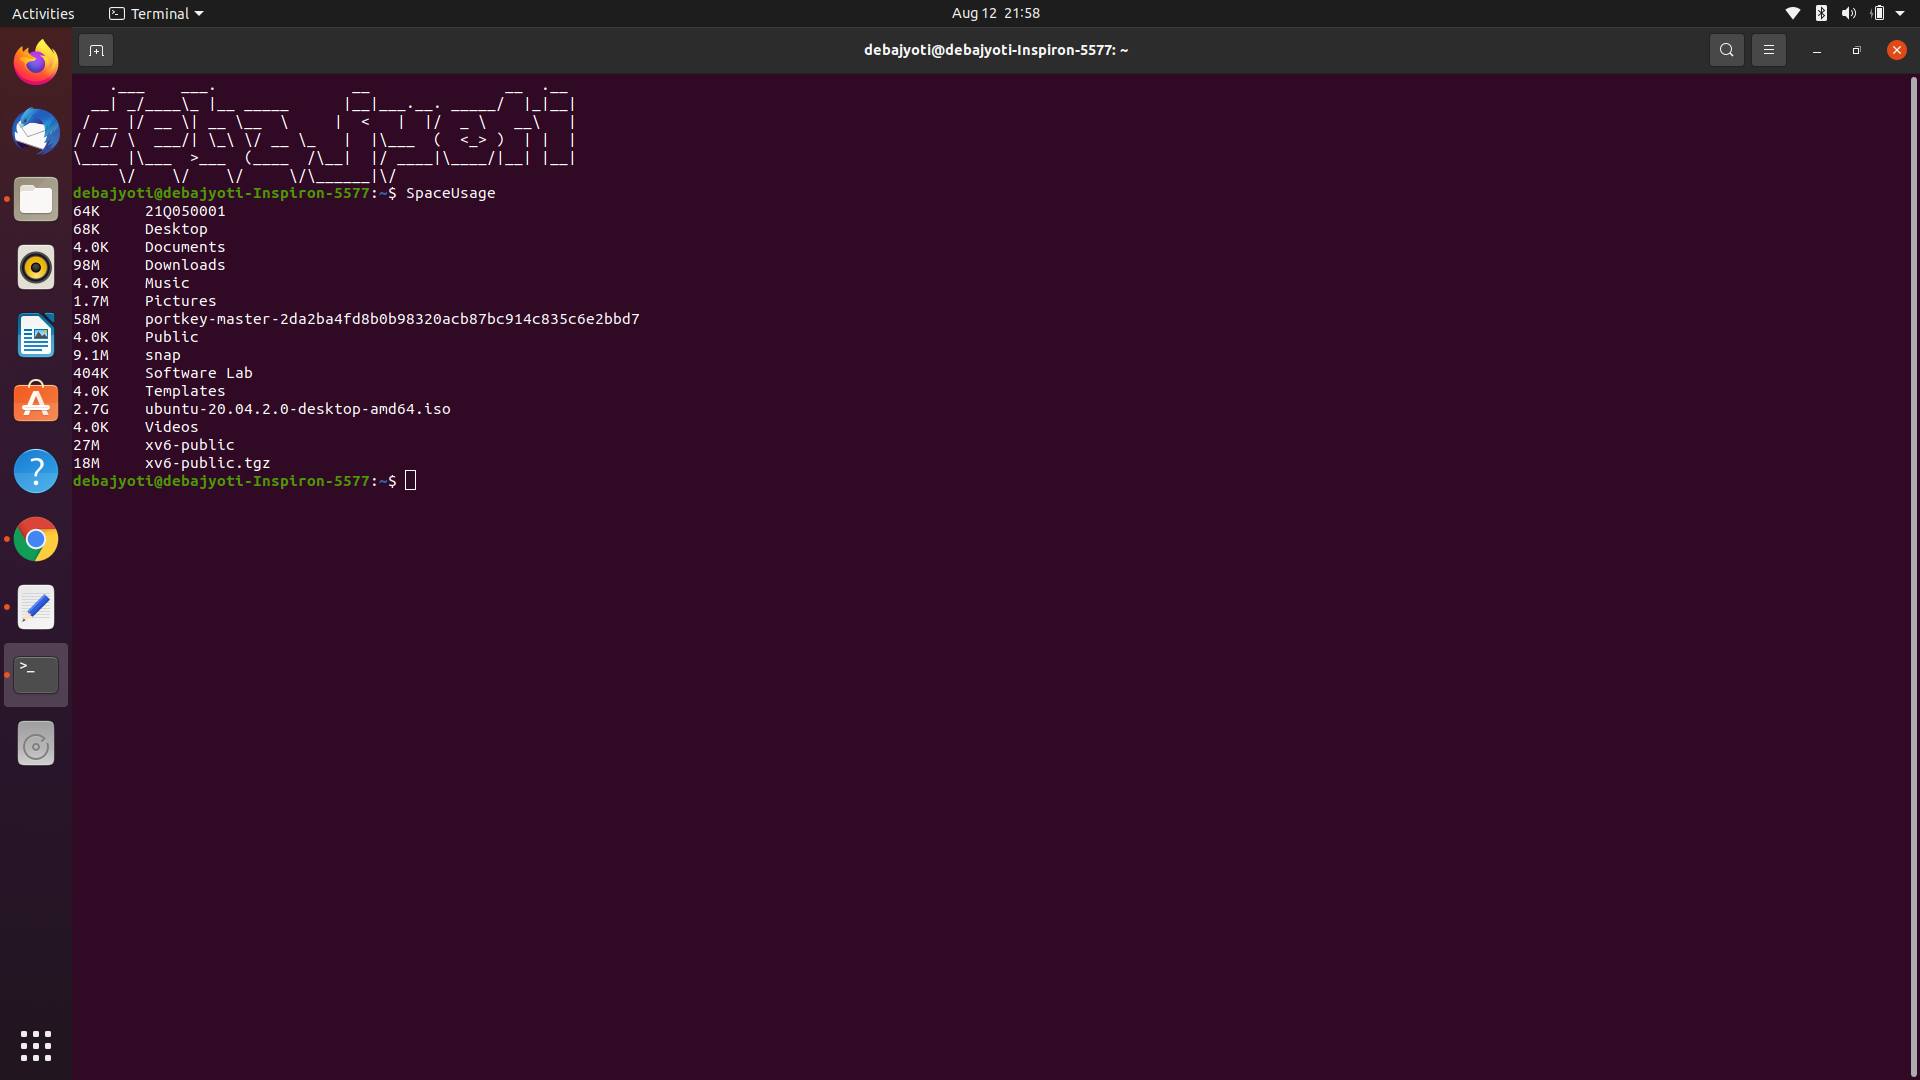 Activities Terminal Aug 12 21:58
debajyoti@debajyoti-Inspiron-5577: ~
debajyoti
debajyoti@debajyoti-Inspiron-5577:~$ SpaceUsage
64K 21Q050001
68K Desktop
4.0K Documents
98M Downloads
4.0K Music
1.7M Pictures
58M portkey-master-2da2ba4fd8b0b98320acb87bc914c835c6e2bbd7
4.0K Public
9.1M snap
404K Software Lab
4.0K Templates
2.7G ubuntu-20.04.2.0-desktop-amd64.iso
4.0K Videos
27M xv6-public
18M xv6-public.tgz
debajyoti@debajyoti-Inspiron-5577:~$